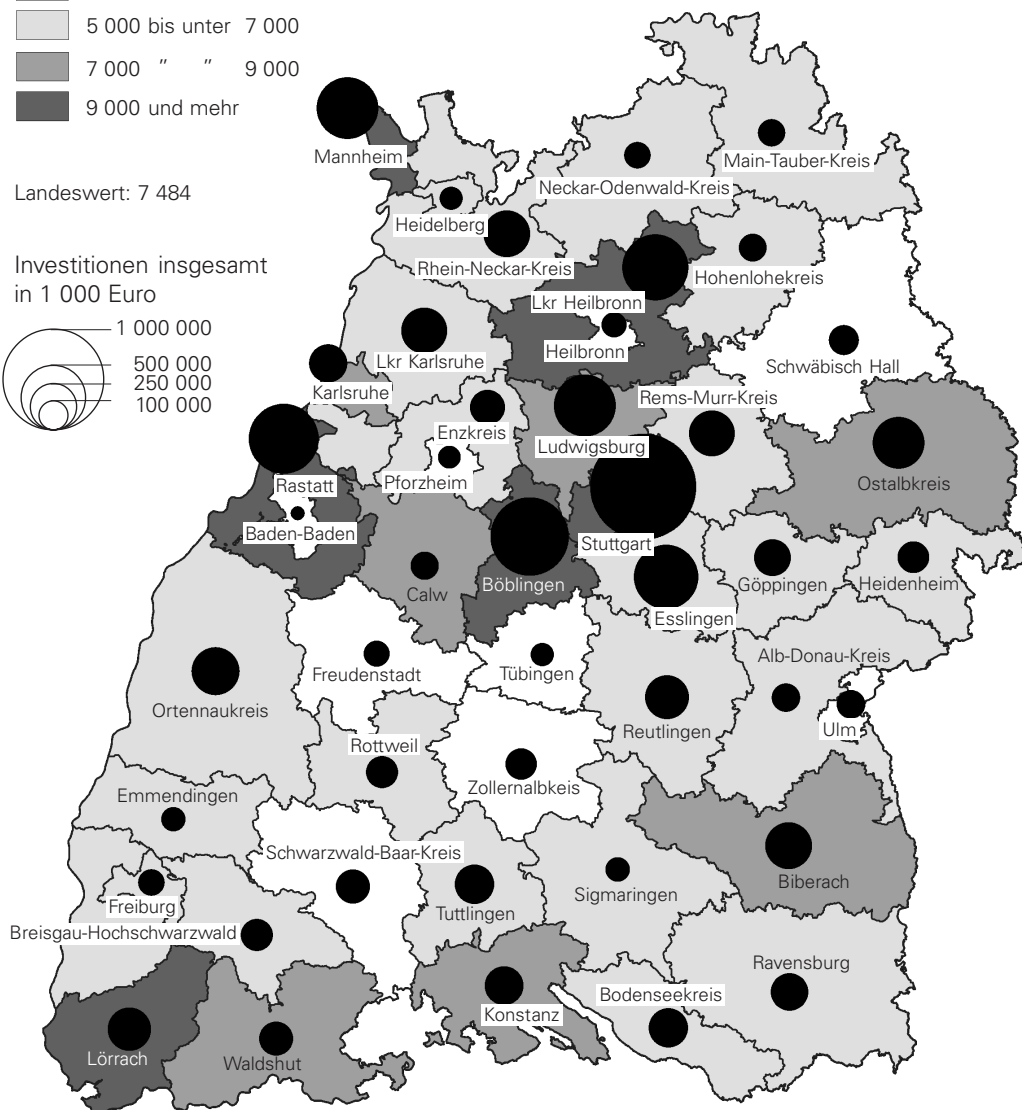 5 000 bis unter 7 000
7 000 " " 9 000
9 000 und mehr
Landeswert: 7 484
Investitionen insgesamt
in 1 000 Euro
1 000 000
500 000
250 000
100 000
Mannheim
Main-Tauber-Kreis
Neckar-Odenwald-Kreis
Heidelberg
Rhein-Neckar-Kreis
Hohenlohekreis
Lkr Heilbronn
Heilbronn
Lkr Karlsruhe
Schwäbisch Hall
Karlsruhe
Rems-Murr-Kreis
Enzkreis
Ludwigsburg
Pforzheim
Rastatt
Ostalbkreis
Baden-Baden
Stuttgart
Calw
Böblingen
Göppingen
Heidenheim
Esslingen
Alb-Donau-Kreis
Freudenstadt
Tübingen
Ortennaukreis
Reutlingen
Ulm
Rottweil
Zollernalbkeis
Emmendingen
Schwarzwald-Baar-Kreis
Biberach
Sigmaringen
Freiburg
Tuttlingen
Breisgau-Hochschwarzwald
Ravensburg
Bodenseekreis
Konstanz
Lörrach
Waldshut